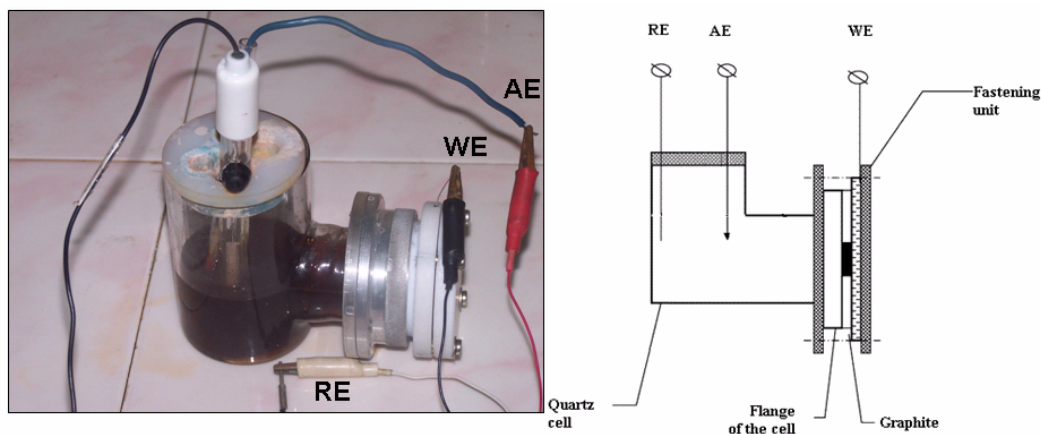 AE
WE
RE
RE
AE
WE
Fastening
unit
Quartz
cell
Flange
of the cell
Graphite